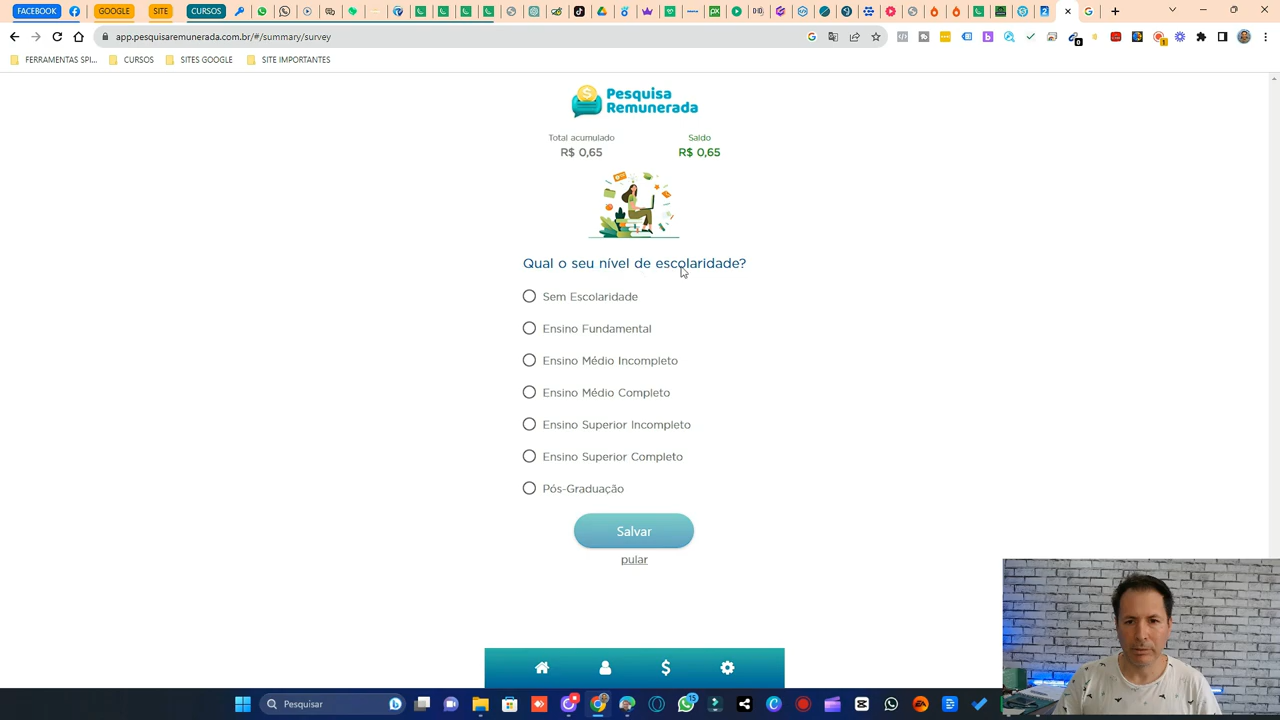 FACEBOOK
GOOGLE
SITE
CURSOS
app.pesquisaremunerada.com.br/#/summary/survey
FERRAMENTAS SPI...
CURSOS
SITES GOOGLE
SITE IMPORTANTES
Pesquisa
Remunerada
Total acumulado
Saldo
R$ 0,65
R$ 0,65
Qual o seu nível de escolaridade?
Sem Escolaridade
Ensino Fundamental
Ensino Médio Incompleto
Ensino Médio Completo
Ensino Superior Incompleto
Ensino Superior Completo
Pós-Graduação
Salvar
pular
Pesquisar
15